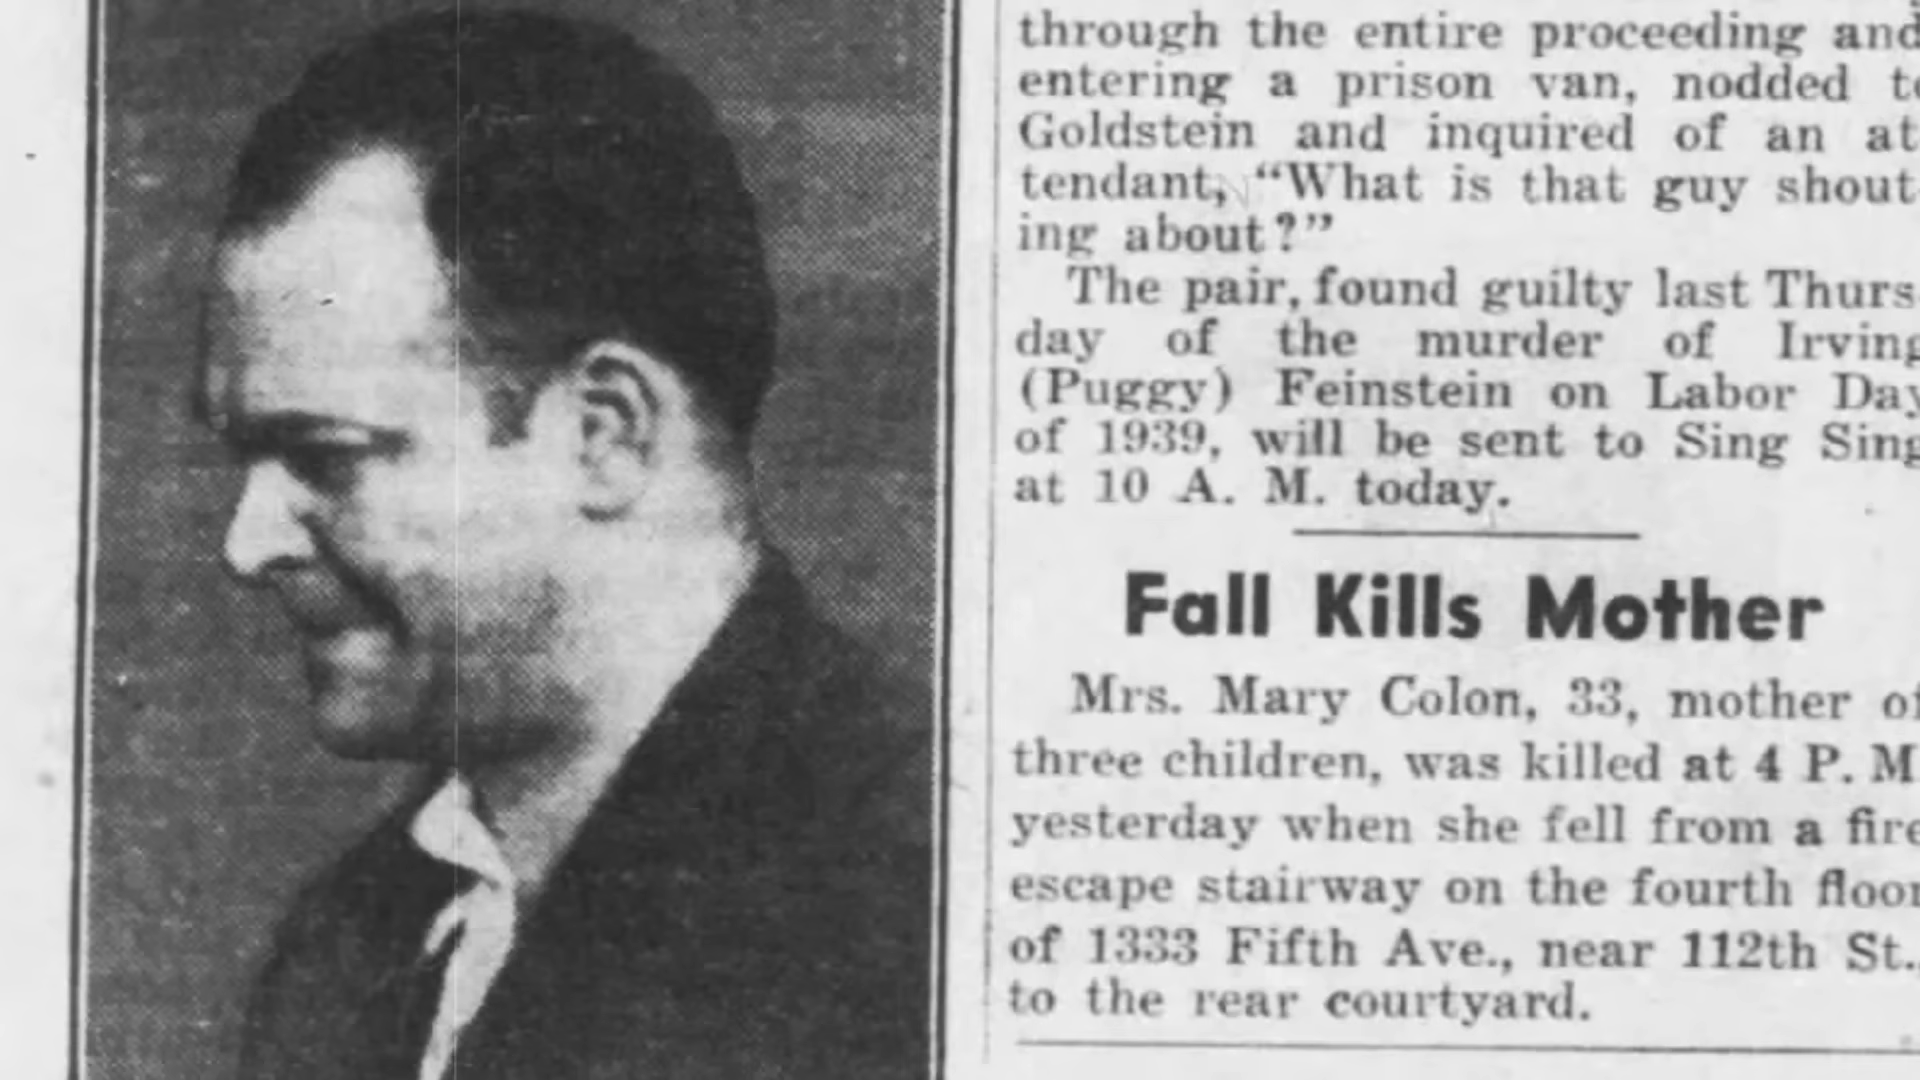 through the entire proceeding and
entering a prison van, nodded to
Goldstein and inquired of an at
tendant, “What is that guy shout-
ing about?”
The pair, found guilty last Thurs-
day of the murder of Irving
(Puggy) Feinstein on Labor Day
of 1939, will be sent to Sing Sing
at 10 A. M. today.
Fall Kills Mother
Mrs. Mary Colon, 33, mother of
three children, was killed at 4 P. M.
yesterday when she fell from a fire
escape stairway on the fourth floor
of 1333 Fifth Ave., near 112th St.,
to the rear courtyard.